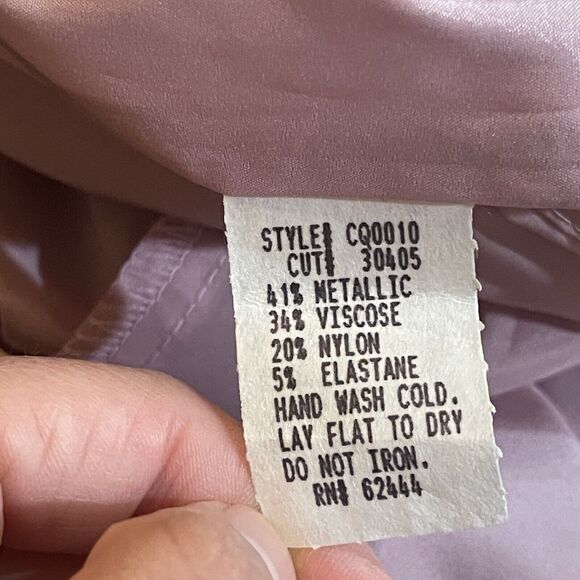 STYLE# CQ0010
CUT# 30405
41% METALLIC
34% VISCOSE
20% NYLON
5% ELASTANE
HAND WASH COLD.
LAY FLAT TO DRY
DO NOT IRON.
RN# 62444